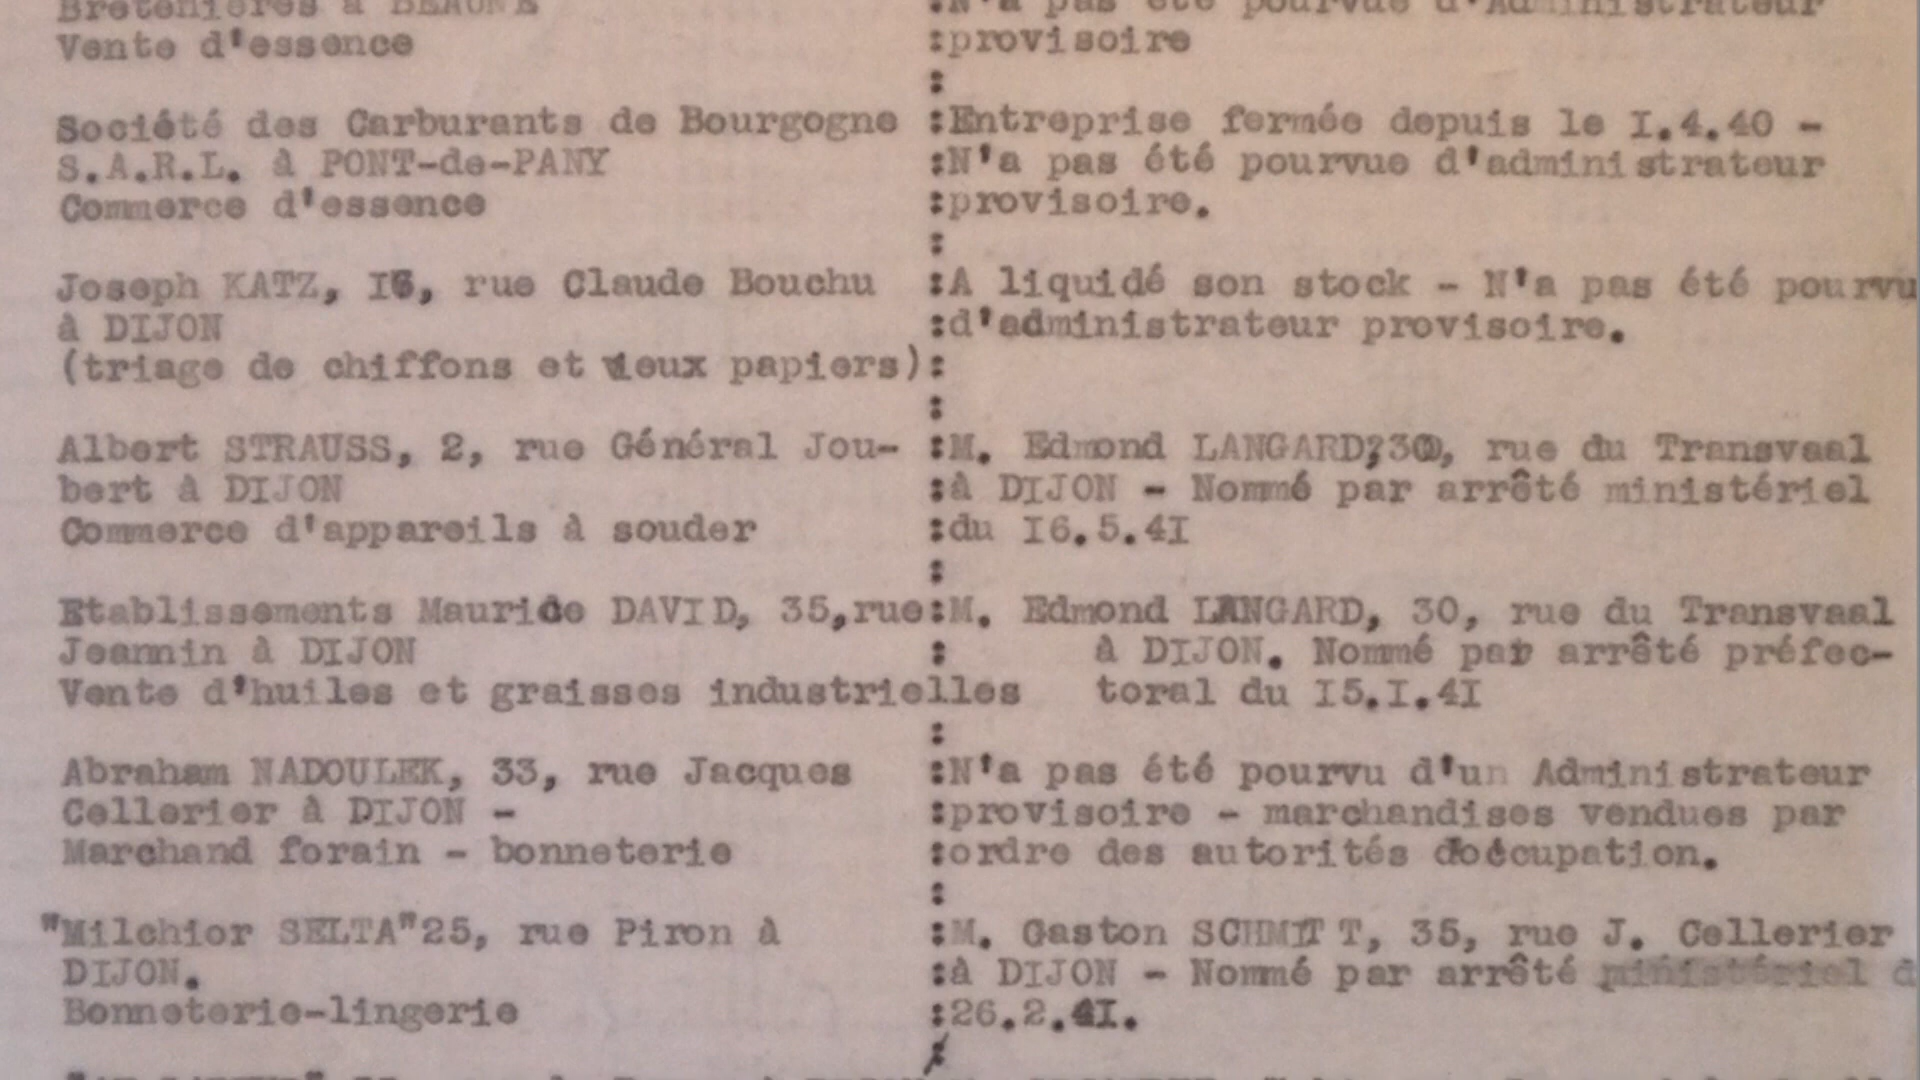 Bretenières à BEAUNE :N'a pas été pourvue d'Administrateur
Vente d'essence :provisoire
:
Société des Carburants de Bourgogne :Entreprise fermée depuis le I.4.40 -
S.A.R.L. à PONT-de-PANY :N'a pas été pourvue d'administrateur
Commerce d'essence :provisoire.
:
Joseph KATZ, I6, rue Claude Bouchu :A liquidé son stock - N'a pas été pourvu
à DIJON :d'administrateur provisoire.
(triage de chiffons et vieux papiers):
:
Albert STRAUSS, 2, rue Général Jou- :M. Edmond LANGARD,30, rue du Transvaal
bert à DIJON :à DIJON - Nommé par arrêté ministériel
Commerce d'appareils à souder :du I6.5.4I
:
Etablissements Maurice DAVID, 35,rue:M. Edmond LANGARD, 30, rue du Transvaal
Jeannin à DIJON : à DIJON. Nommé par arrêté préfec-
Vente d'huiles et graisses industrielles toral du I5.I.4I
:
Abraham NADOULEK, 33, rue Jacques :N'a pas été pourvu d'un Administrateur
Cellerier à DIJON - :provisoire - marchandises vendues par
Marchand forain - bonneterie :ordre des autorités d'occupation.
:
"Milchior SELTA"25, rue Piron à :M. Gaston SCHMITT, 35, rue J. Cellerier
DIJON. :à DIJON - Nommé par arrêté ministériel d
Bonneterie-lingerie :26.2.4I.
: